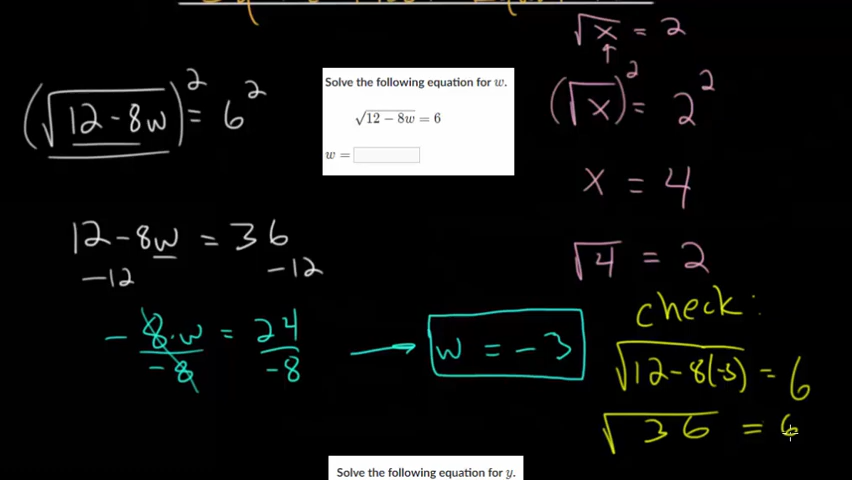 √x = 2
(√x)² = 2²
x = 4
√4 = 2
(√12-8w)² = 6²
Solve the following equation for w.
√12 − 8w = 6
w =
12-8w = 36
-12 -12
-8·w = 24
-8 -8
w = -3
check:
√12-8(-3) = 6
√36 = 6
Solve the following equation for y.